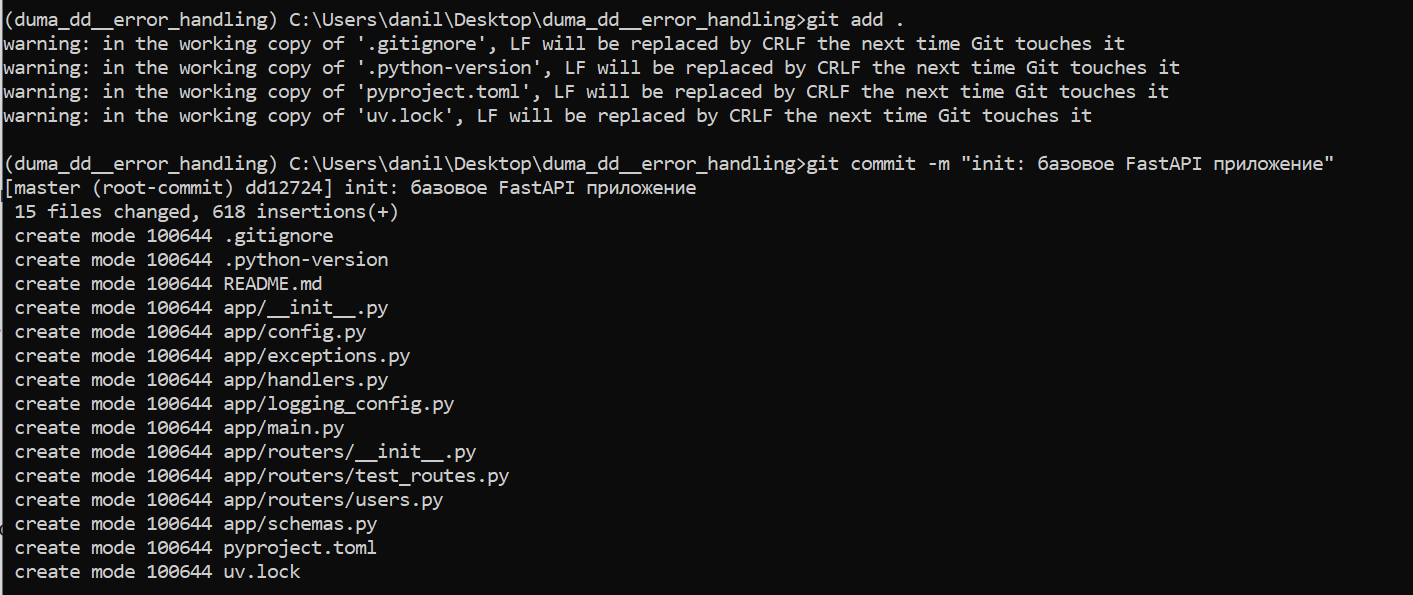 (duma_dd__error_handling) C:\Users\danil\Desktop\duma_dd__error_handling>git add .
warning: in the working copy of '.gitignore', LF will be replaced by CRLF the next time Git touches it
warning: in the working copy of '.python-version', LF will be replaced by CRLF the next time Git touches it
warning: in the working copy of 'pyproject.toml', LF will be replaced by CRLF the next time Git touches it
warning: in the working copy of 'uv.lock', LF will be replaced by CRLF the next time Git touches it
(duma_dd__error_handling) C:\Users\danil\Desktop\duma_dd__error_handling>git commit -m "init: базовое FastAPI приложение"
[master (root-commit) dd12724] init: базовое FastAPI приложение
15 files changed, 618 insertions(+)
create mode 100644 .gitignore
create mode 100644 .python-version
create mode 100644 README.md
create mode 100644 app/__init__.py
create mode 100644 app/config.py
create mode 100644 app/exceptions.py
create mode 100644 app/handlers.py
create mode 100644 app/logging_config.py
create mode 100644 app/main.py
create mode 100644 app/routers/__init__.py
create mode 100644 app/routers/test_routes.py
create mode 100644 app/routers/users.py
create mode 100644 app/schemas.py
create mode 100644 pyproject.toml
create mode 100644 uv.lock